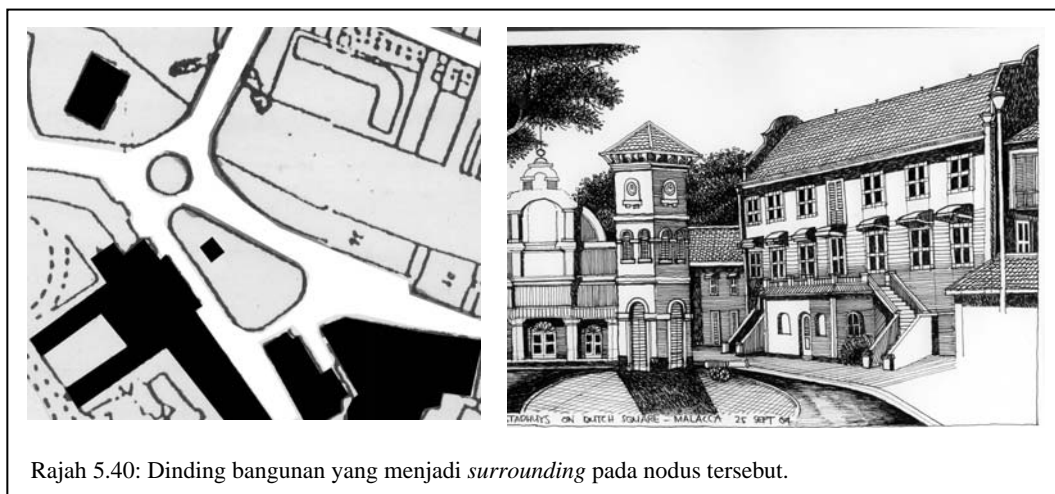 STADHUYS ON DUTCH SQUARE - MALACCA 25 SEPT 04
Rajah 5.40: Dinding bangunan yang menjadi surrounding pada nodus tersebut.